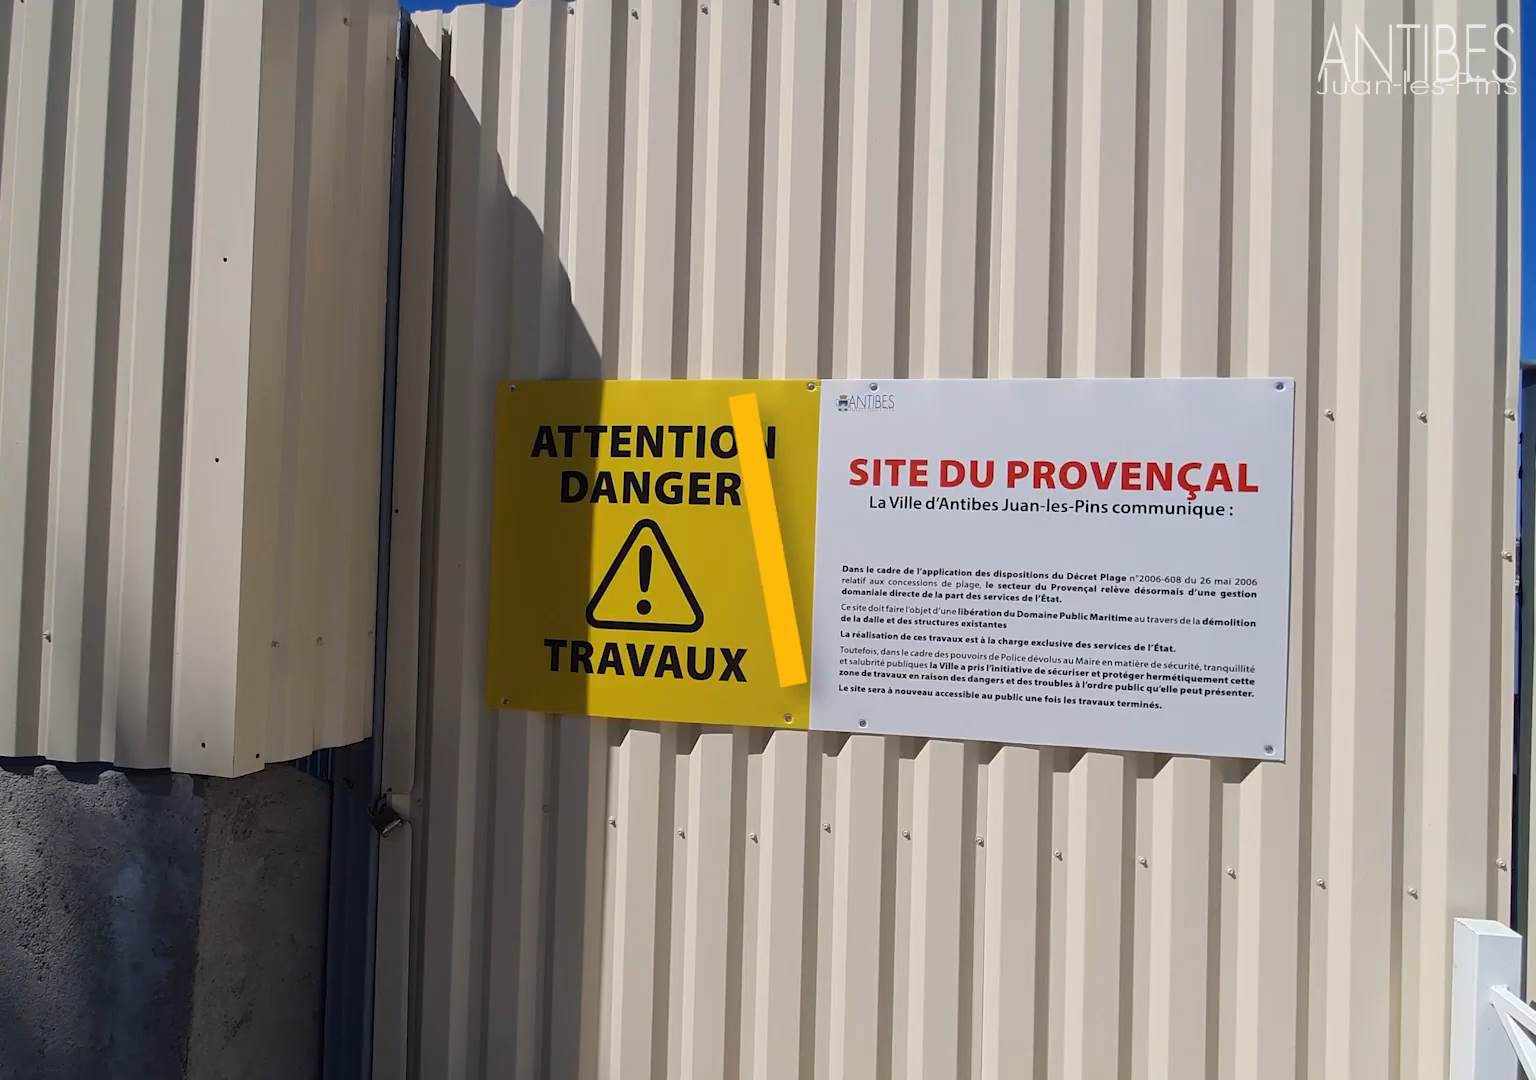 ANTIBES
Juan-les-Pins
ATTENTION
DANGER
TRAVAUX
ANTIBES
SITE DU PROVENÇAL
La Ville d'Antibes Juan-les-Pins communique :
Dans le cadre de l'application des dispositions du Décret Plage n°2006-608 du 26 mai 2006
relatif aux concessions de plage, le secteur du Provençal relève désormais d'une gestion
domaniale directe de la part des services de l'État.
Ce site doit faire l'objet d'une libération du Domaine Public Maritime au travers de la démolition
de la dalle et des structures existantes
La réalisation de ces travaux est à la charge exclusive des services de l'État.
Toutefois, dans le cadre des pouvoirs de Police dévolus au Maire en matière de sécurité, tranquillité
et salubrité publiques la Ville a pris l'initiative de sécuriser et protéger hermétiquement cette
zone de travaux en raison des dangers et des troubles à l'ordre public qu'elle peut présenter.
Le site sera à nouveau accessible au public une fois les travaux terminés.